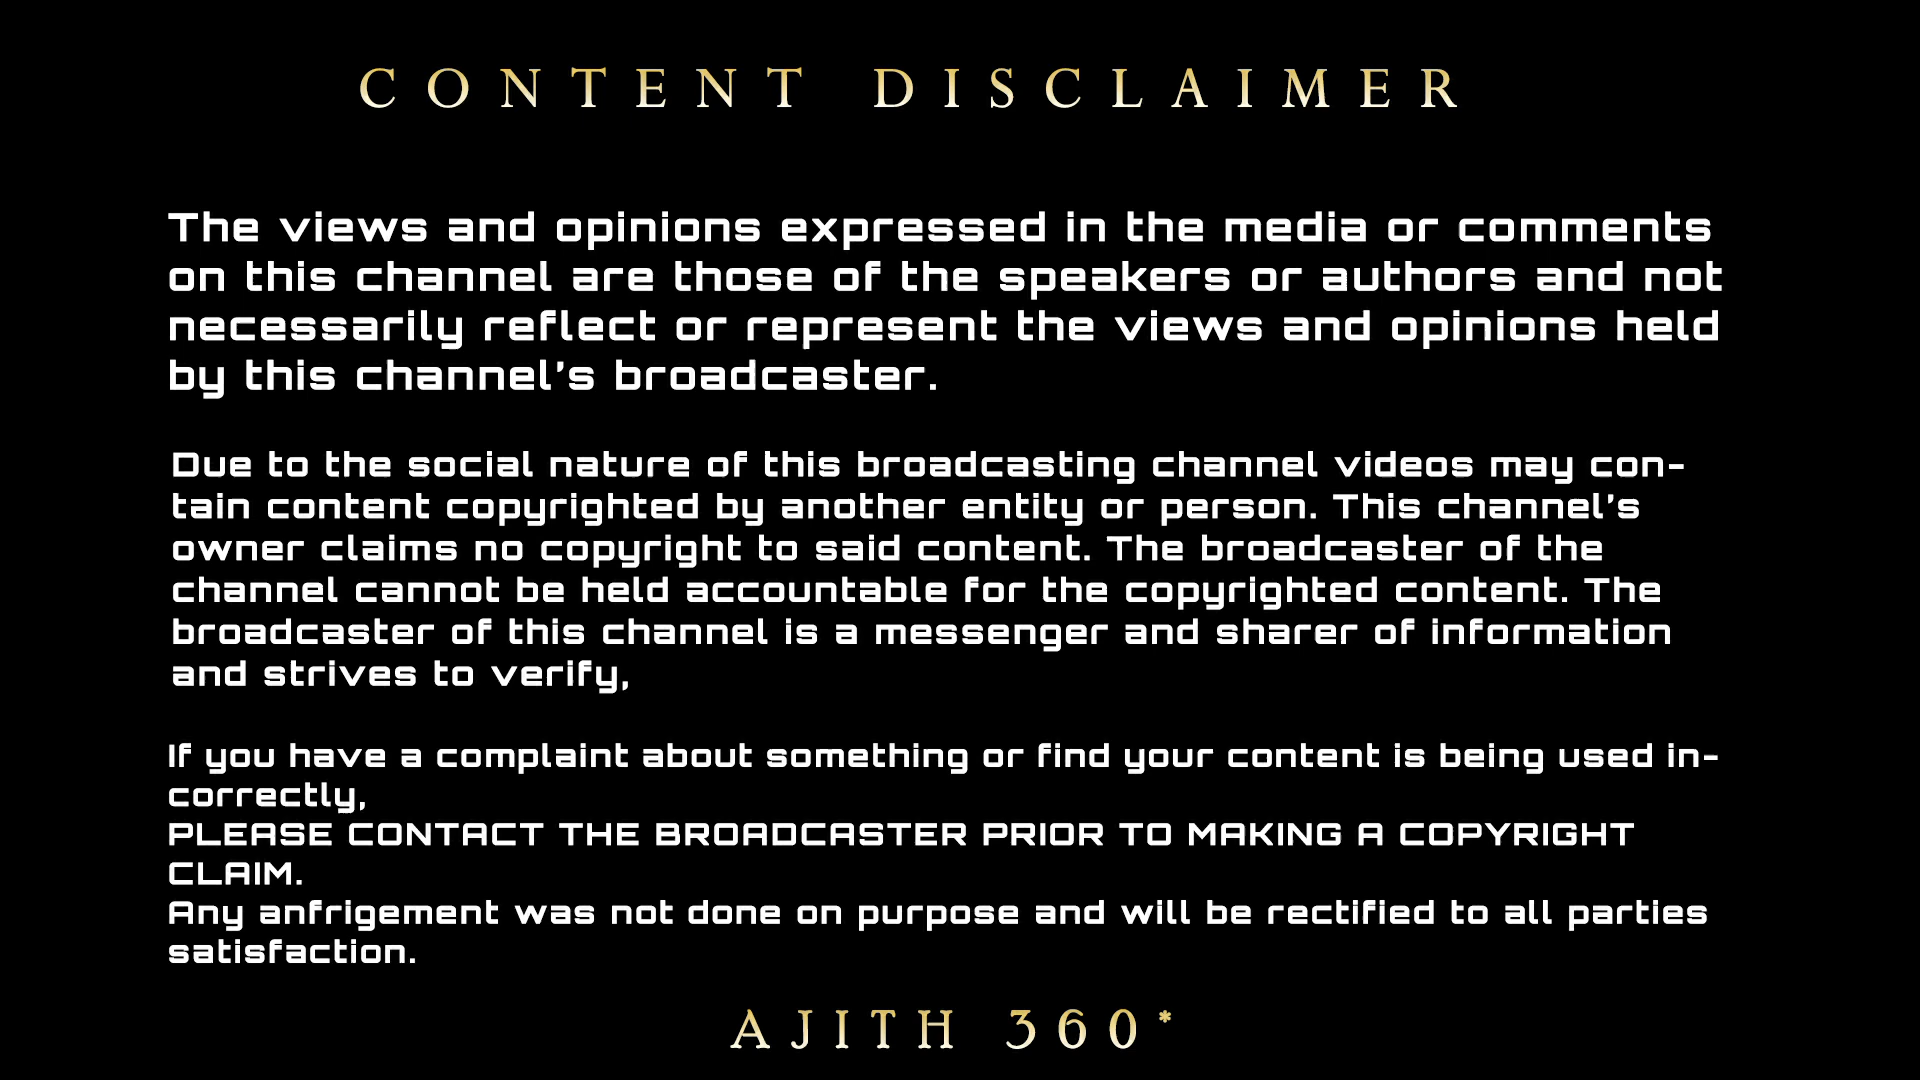 CONTENT DISCLAIMER
The views and opinions expressed in the media or comments
on this channel are those of the speakers or authors and not
necessarily reflect or represent the views and opinions held
by this channel's broadcaster.
Due to the social nature of this broadcasting channel videos may con-
tain content copyrighted by another entity or person. This channel's
owner claims no copyright to said content. The broadcaster of the
channel cannot be held accountable for the copyrighted content. The
broadcaster of this channel is a messenger and sharer of information
and strives to verify,
If you have a complaint about something or find your content is being used in-
correctly,
PLEASE CONTACT THE BROADCASTER PRIOR TO MAKING A COPYRIGHT
CLAIM.
Any anfrigement was not done on purpose and will be rectified to all parties
satisfaction.
AJITH 360*